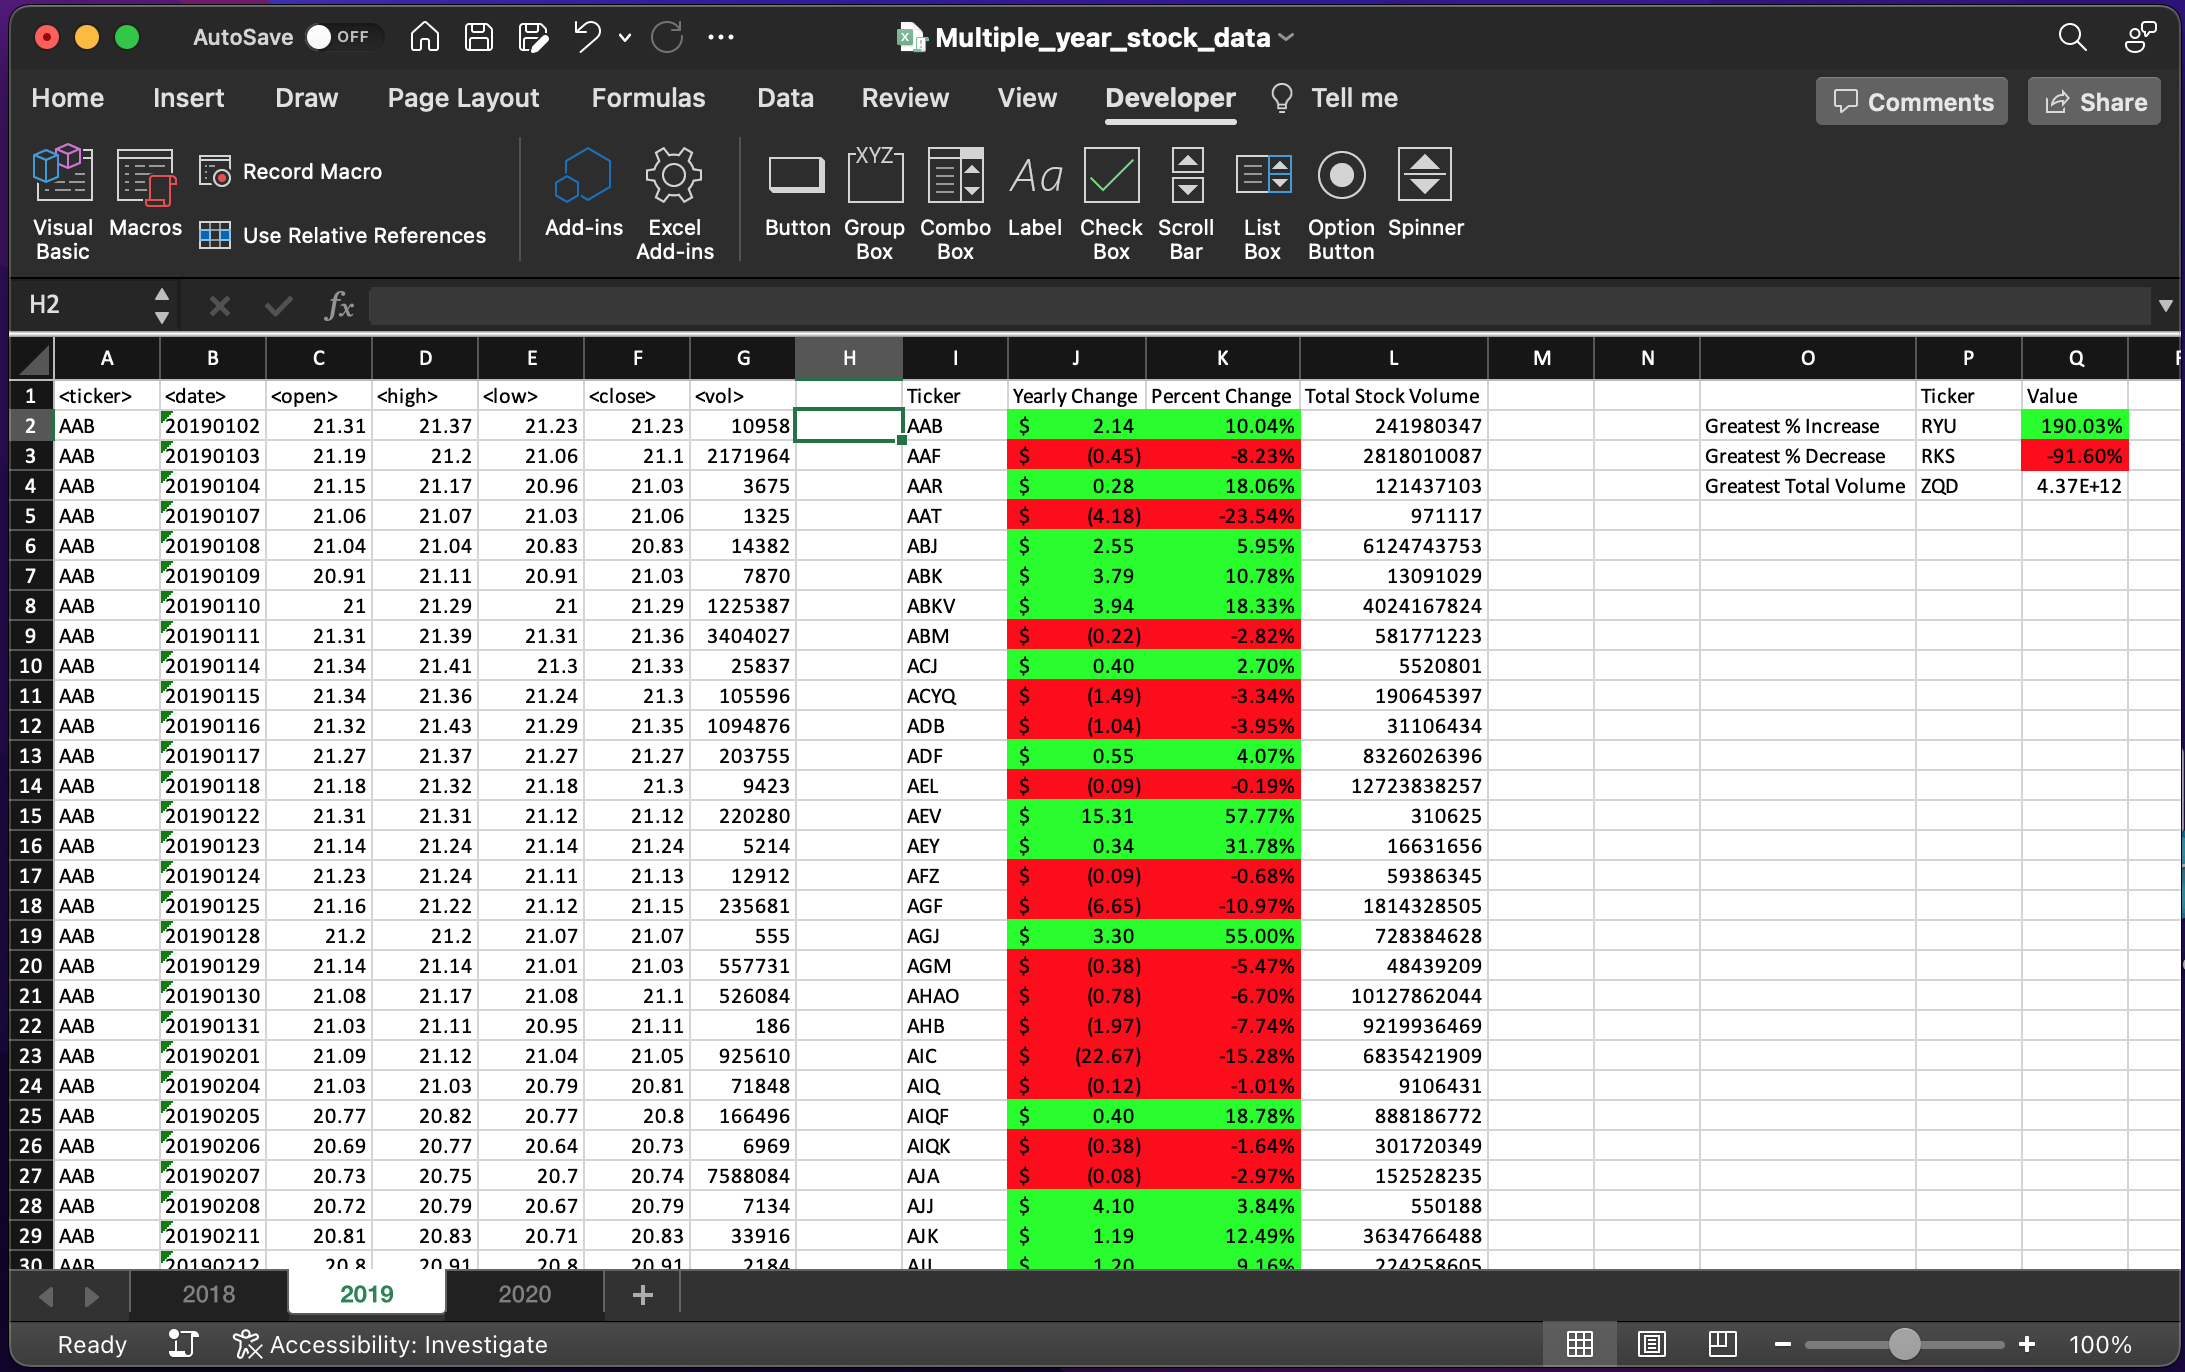 AutoSave OFF Multiple_year_stock_data
Home Insert Draw Page Layout Formulas Data Review View Developer Tell me Comments Share
Visual Basic Macros Record Macro Use Relative References Add-ins Excel Add-ins Button Group Box Combo Box Label Check Box Scroll Bar List Box Option Button Spinner
H2 fx
A B C D E F G H I J K L M N O P Q
1 <ticker> <date> <open> <high> <low> <close> <vol> Ticker Yearly Change Percent Change Total Stock Volume Ticker Value
2 AAB 20190102 21.31 21.37 21.23 21.23 10958 AAB $ 2.14 10.04% 241980347 Greatest % Increase RYU 190.03%
3 AAB 20190103 21.19 21.2 21.06 21.1 2171964 AAF $ (0.45) -8.23% 2818010087 Greatest % Decrease RKS -91.60%
4 AAB 20190104 21.15 21.17 20.96 21.03 3675 AAR $ 0.28 18.06% 121437103 Greatest Total Volume ZQD 4.37E+12
5 AAB 20190107 21.06 21.07 21.03 21.06 1325 AAT $ (4.18) -23.54% 971117
6 AAB 20190108 21.04 21.04 20.83 20.83 14382 ABJ $ 2.55 5.95% 6124743753
7 AAB 20190109 20.91 21.11 20.91 21.03 7870 ABK $ 3.79 10.78% 13091029
8 AAB 20190110 21 21.29 21 21.29 1225387 ABKV $ 3.94 18.33% 4024167824
9 AAB 20190111 21.31 21.39 21.31 21.36 3404027 ABM $ (0.22) -2.82% 581771223
10 AAB 20190114 21.34 21.41 21.3 21.33 25837 ACJ $ 0.40 2.70% 5520801
11 AAB 20190115 21.34 21.36 21.24 21.3 105596 ACYQ $ (1.49) -3.34% 190645397
12 AAB 20190116 21.32 21.43 21.29 21.35 1094876 ADB $ (1.04) -3.95% 31106434
13 AAB 20190117 21.27 21.37 21.27 21.27 203755 ADF $ 0.55 4.07% 8326026396
14 AAB 20190118 21.18 21.32 21.18 21.3 9423 AEL $ (0.09) -0.19% 12723838257
15 AAB 20190122 21.31 21.31 21.12 21.12 220280 AEV $ 15.31 57.77% 310625
16 AAB 20190123 21.14 21.24 21.14 21.24 5214 AEY $ 0.34 31.78% 16631656
17 AAB 20190124 21.23 21.24 21.11 21.13 12912 AFZ $ (0.09) -0.68% 59386345
18 AAB 20190125 21.16 21.22 21.12 21.15 235681 AGF $ (6.65) -10.97% 1814328505
19 AAB 20190128 21.2 21.2 21.07 21.07 555 AGJ $ 3.30 55.00% 728384628
20 AAB 20190129 21.14 21.14 21.01 21.03 557731 AGM $ (0.38) -5.47% 48439209
21 AAB 20190130 21.08 21.17 21.08 21.1 526084 AHAO $ (0.78) -6.70% 10127862044
22 AAB 20190131 21.03 21.11 20.95 21.11 186 AHB $ (1.97) -7.74% 9219936469
23 AAB 20190201 21.09 21.12 21.04 21.05 925610 AIC $ (22.67) -15.28% 6835421909
24 AAB 20190204 21.03 21.03 20.79 20.81 71848 AIQ $ (0.12) -1.01% 9106431
25 AAB 20190205 20.77 20.82 20.77 20.8 166496 AIQF $ 0.40 18.78% 888186772
26 AAB 20190206 20.69 20.77 20.64 20.73 6969 AIQK $ (0.38) -1.64% 301720349
27 AAB 20190207 20.73 20.75 20.7 20.74 7588084 AJA $ (0.08) -2.97% 152528235
28 AAB 20190208 20.72 20.79 20.67 20.79 7134 AJJ $ 4.10 3.84% 550188
29 AAB 20190211 20.81 20.83 20.71 20.83 33916 AJK $ 1.19 12.49% 3634766488
30 AAB 20190212 20.8 20.91 20.8 20.91 2184 $ 1.20 9.16% 224258605
2018 2019 2020 +
Ready Accessibility: Investigate 100%